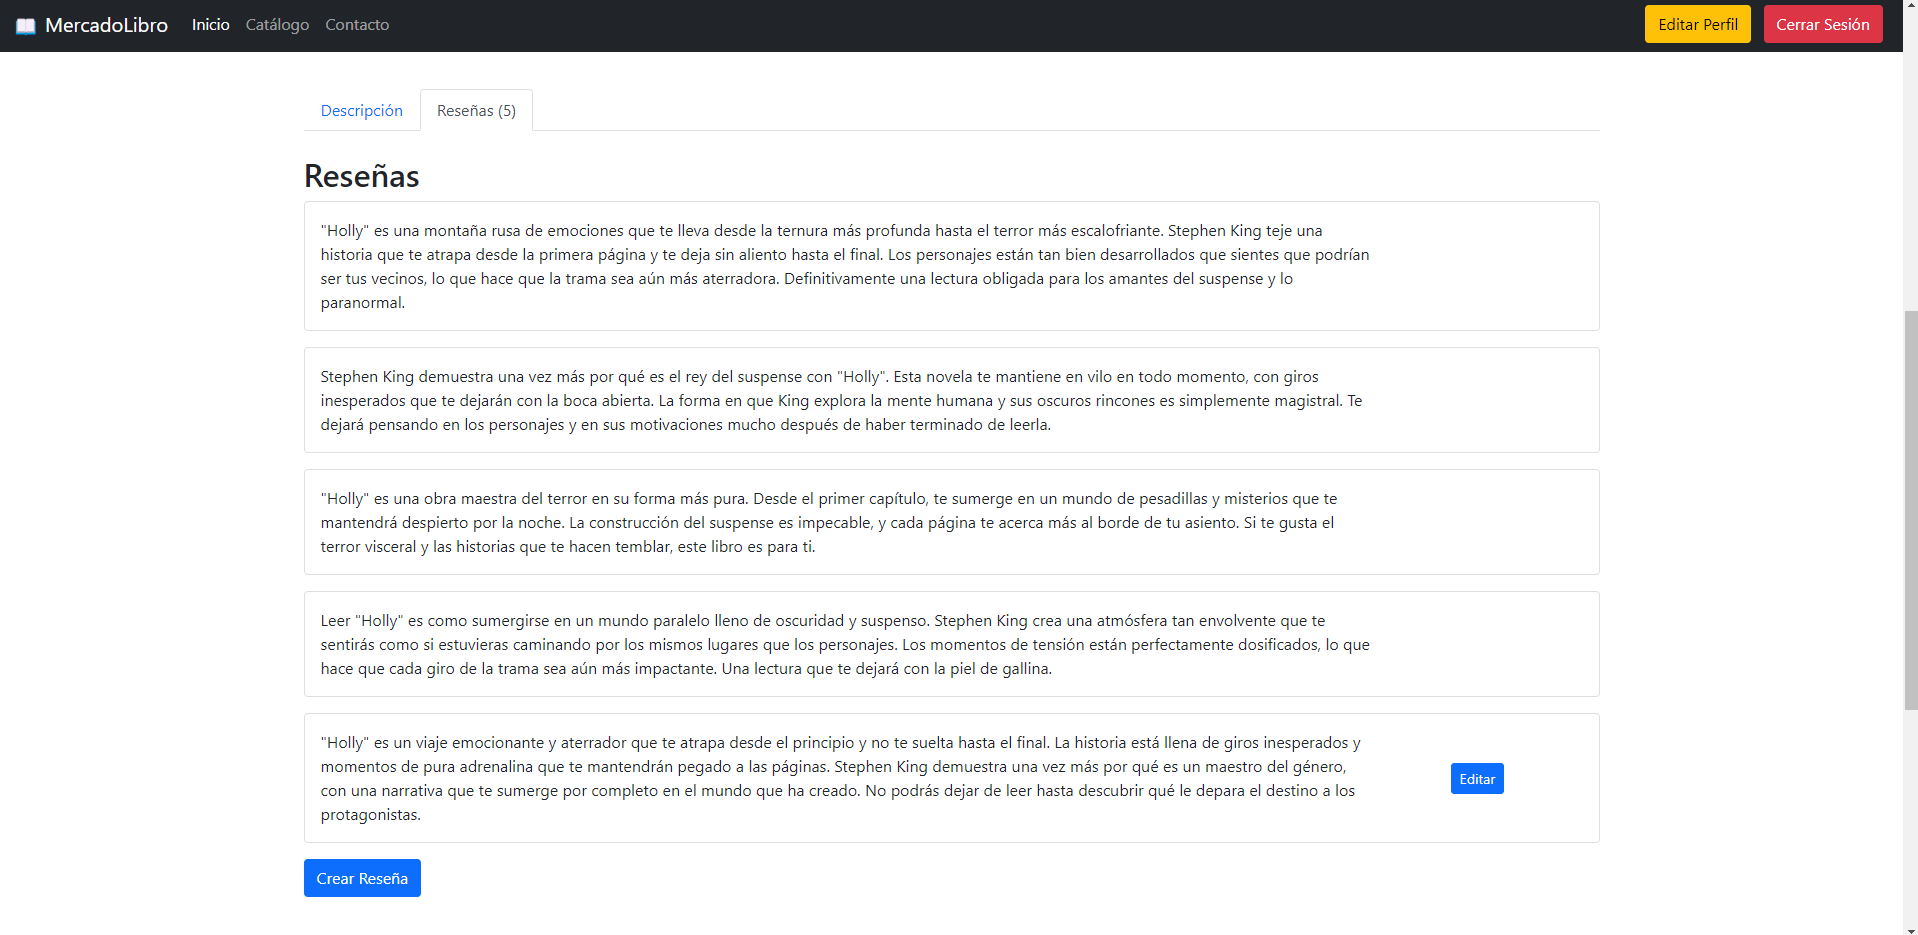 MercadoLibro Inicio Catálogo Contacto Editar Perfil Cerrar Sesión
Descripción Reseñas (5)
Reseñas
"Holly" es una montaña rusa de emociones que te lleva desde la ternura más profunda hasta el terror más escalofriante. Stephen King teje una
historia que te atrapa desde la primera página y te deja sin aliento hasta el final. Los personajes están tan bien desarrollados que sientes que podrían
ser tus vecinos, lo que hace que la trama sea aún más aterradora. Definitivamente una lectura obligada para los amantes del suspense y lo
paranormal.
Stephen King demuestra una vez más por qué es el rey del suspense con "Holly". Esta novela te mantiene en vilo en todo momento, con giros
inesperados que te dejarán con la boca abierta. La forma en que King explora la mente humana y sus oscuros rincones es simplemente magistral. Te
dejará pensando en los personajes y en sus motivaciones mucho después de haber terminado de leerla.
"Holly" es una obra maestra del terror en su forma más pura. Desde el primer capítulo, te sumerge en un mundo de pesadillas y misterios que te
mantendrá despierto por la noche. La construcción del suspense es impecable, y cada página te acerca más al borde de tu asiento. Si te gusta el
terror visceral y las historias que te hacen temblar, este libro es para ti.
Leer "Holly" es como sumergirse en un mundo paralelo lleno de oscuridad y suspenso. Stephen King crea una atmósfera tan envolvente que te
sentirás como si estuvieras caminando por los mismos lugares que los personajes. Los momentos de tensión están perfectamente dosificados, lo que
hace que cada giro de la trama sea aún más impactante. Una lectura que te dejará con la piel de gallina.
"Holly" es un viaje emocionante y aterrador que te atrapa desde el principio y no te suelta hasta el final. La historia está llena de giros inesperados y
momentos de pura adrenalina que te mantendrán pegado a las páginas. Stephen King demuestra una vez más por qué es un maestro del género,
con una narrativa que te sumerge por completo en el mundo que ha creado. No podrás dejar de leer hasta descubrir qué le depara el destino a los
protagonistas.
Editar
Crear Reseña